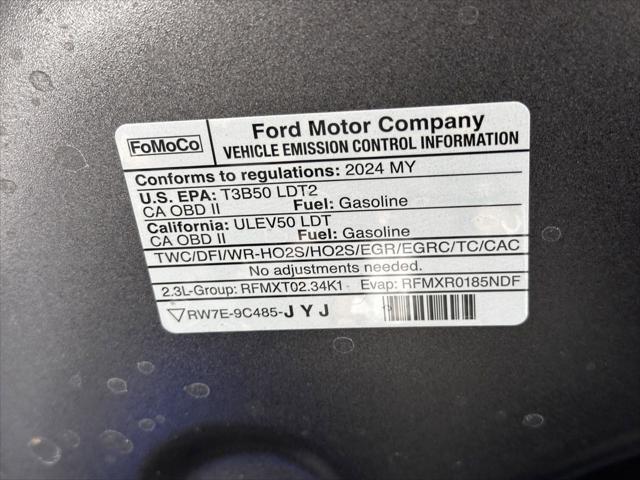 FoMoCo
Ford Motor Company
VEHICLE EMISSION CONTROL INFORMATION
Conforms to regulations: 2024 MY
U.S. EPA: T3B50 LDT2
CA OBD II Fuel: Gasoline
California: ULEV50 LDT
CA OBD II Fuel: Gasoline
TWC/DFI/WR-HO2S/HO2S/EGR/EGRC/TC/CAC
No adjustments needed.
2.3L-Group: RFMXT02.34K1 Evap: RFMXR0185NDF
RW7E-9C485-JYJ